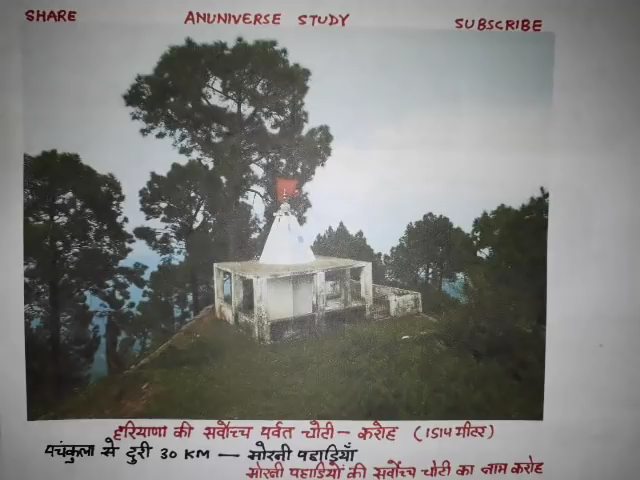 SHARE ANUNIVERSE STUDY SUBSCRIBE
हरियाणा की सर्वोच्च पर्वत चोटी - करोह (1514 मीटर)
पचंकुला से दुरी 30 KM — मोरनी पहाड़ियाँ
मोरनी पहाडियों की सर्वोच्च चोटी का नाम करोह